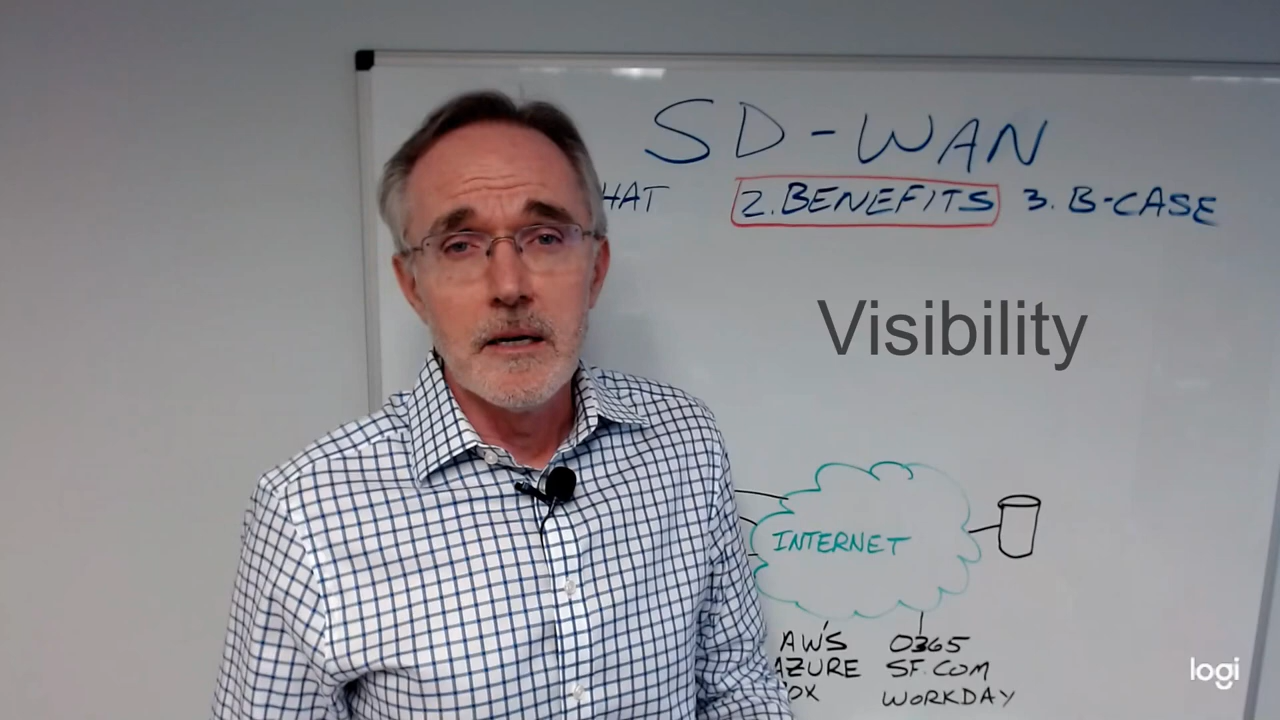 SD-WAN
HAT 2. BENEFITS 3. B-CASE
Visibility
INTERNET
AWS O365
AZURE SF.COM
OX WORKDAY
logi